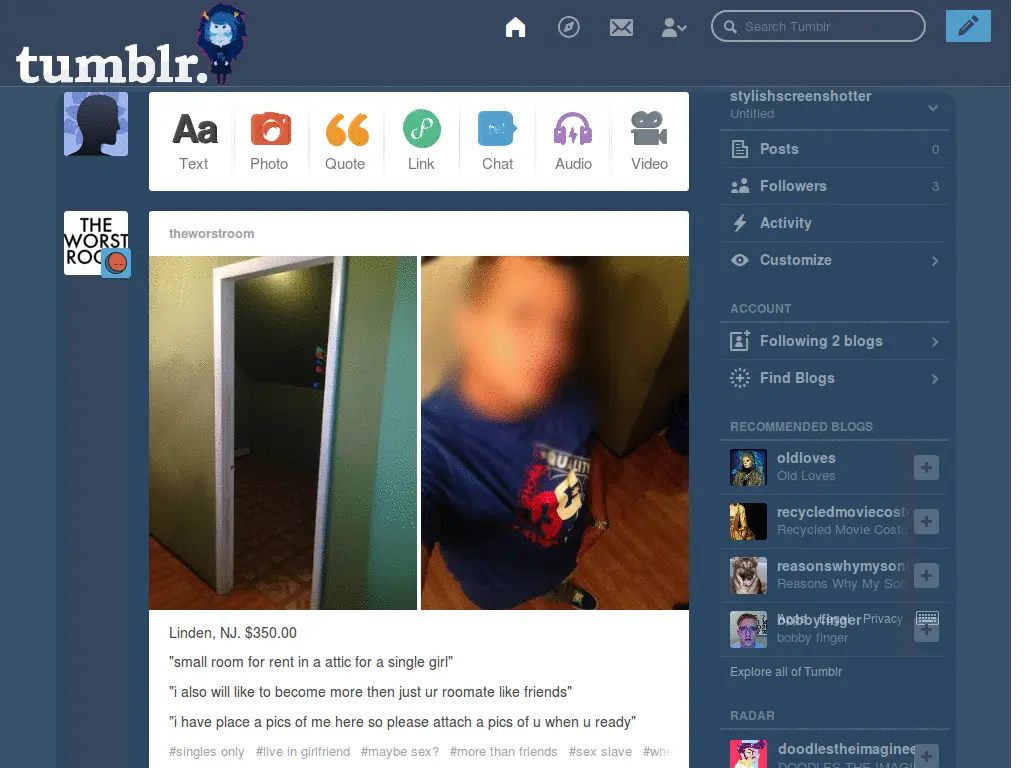 tumblr.
Search Tumblr
Text
Photo
Quote
Link
Chat
Audio
Video
THE
WORST
theworstroom
QUALITY
Linden, NJ. $350.00
"small room for rent in a attic for a single girl"
"i also will like to become more then just ur roomate like friends"
"i have place a pics of me here so please attach a pics of u when u ready"
#singles only #live in girlfriend #maybe sex? #more than friends #sex slave #whe
stylishscreenshotter
Untitled
Posts 0
Followers 3
Activity
Customize
ACCOUNT
Following 2 blogs
Find Blogs
RECOMMENDED BLOGS
oldloves
Old Loves
recycledmoviecost
Recycled Movie Costu
reasonswhymyson
Reasons Why My Son
bobbyfinger
Apps Legal Privacy
bobby finger
Explore all of Tumblr
RADAR
doodlestheimaginee
DOODLES THE IMAGI